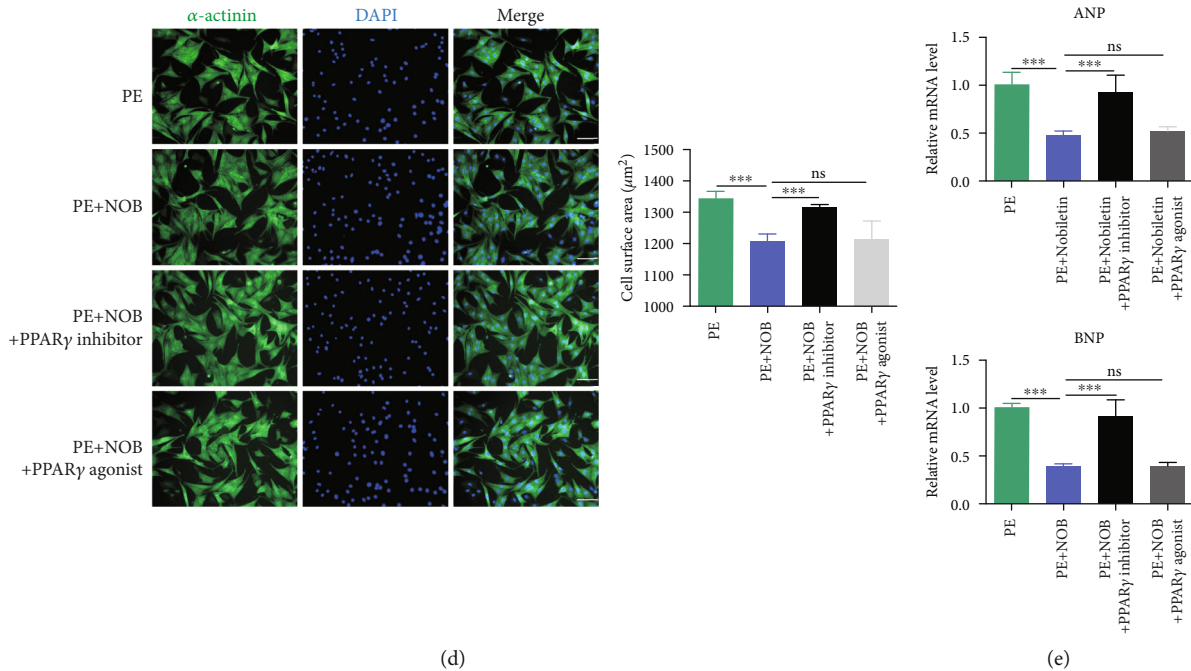 α-actinin
DAPI
Merge
PE
PE+NOB
PE+NOB
+PPARγ inhibitor
PE+NOB
+PPARγ agonist
Cell surface area (μm²)
1500
1400
1300
1200
1100
1000
***
***
ns
PE
PE+NOB
PE+NOB
+PPARγ inhibitor
PE+NOB
+PPARγ agonist
(d)
ANP
Relative mRNA level
1.5
1.0
0.5
0.0
***
***
ns
PE
PE+Nobiletin
PE+Nobiletin
+PPARγ inhibitor
PE+Nobiletin
+PPARγ agonist
BNP
Relative mRNA level
1.5
1.0
0.5
0.0
***
***
ns
PE
PE+NOB
PE+NOB
+PPARγ inhibitor
PE+NOB
+PPARγ agonist
(e)